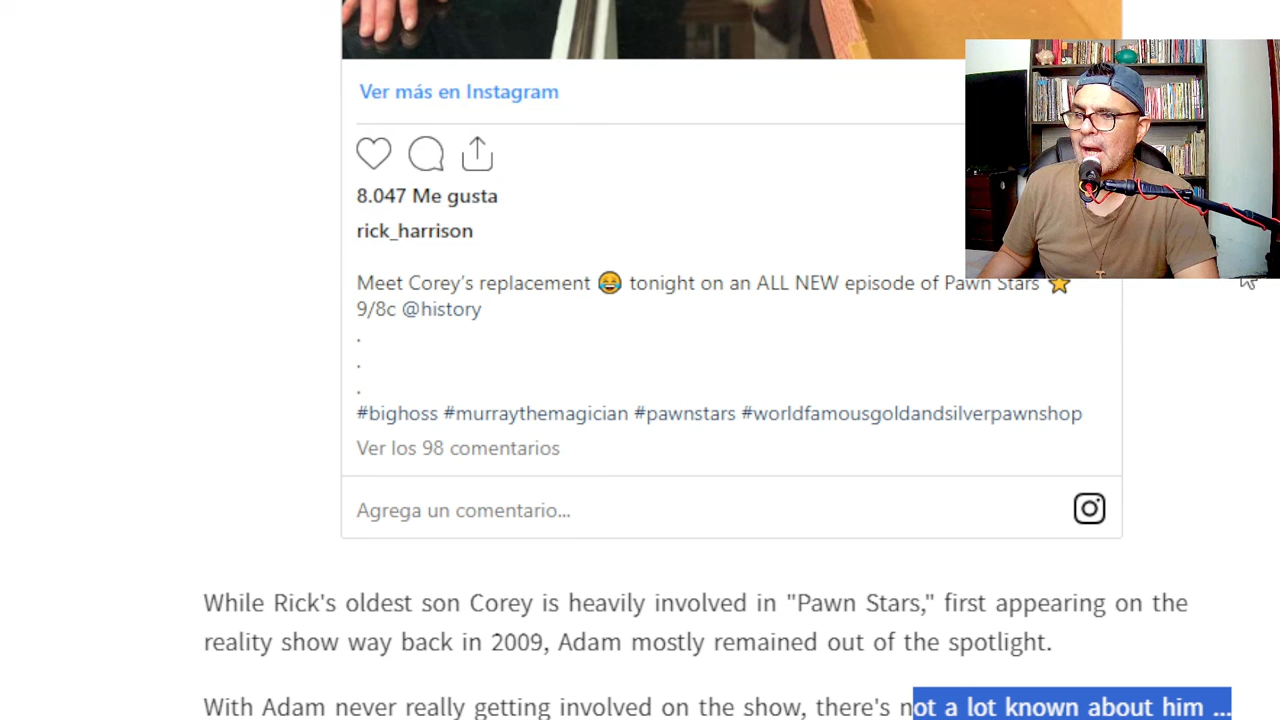 Ver más en Instagram
8.047 Me gusta
rick_harrison
Meet Corey’s replacement 😂 tonight on an ALL NEW episode of Pawn Stars ⭐
9/8c @history
.
.
.
#bighoss #murraythemagician #pawnstars #worldfamousgoldandsilverpawnshop
Ver los 98 comentarios
Agrega un comentario...
While Rick's oldest son Corey is heavily involved in "Pawn Stars," first appearing on the
reality show way back in 2009, Adam mostly remained out of the spotlight.
With Adam never really getting involved on the show, there's not a lot known about him ...